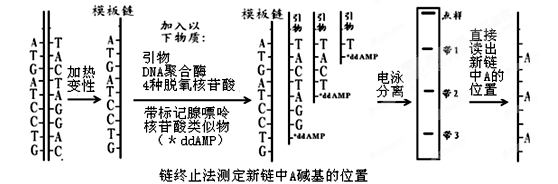 模板链
A
T
G
A
T
C
C
T
G
T
A
C
T
A
G
G
A
C
加热
变性
模板链
A
T
G
A
T
C
C
T
G
加入以
下物质：
引物
DNA聚合酶
4种脱氧核苷酸
带标记腺嘌呤
核苷酸类似物
（*ddAMP）
模板链
A
T
G
A
T
C
C
T
G
引物
T
A
C
T
A
G
G
*ddAMP
引物
T
A
C
T
*ddAMP
引物
T
*ddAMP
电泳
分离
点样
带1
带2
带3
直接
读出
新链
中A的
位置
A
A
A
链终止法测定新链中A碱基的位置